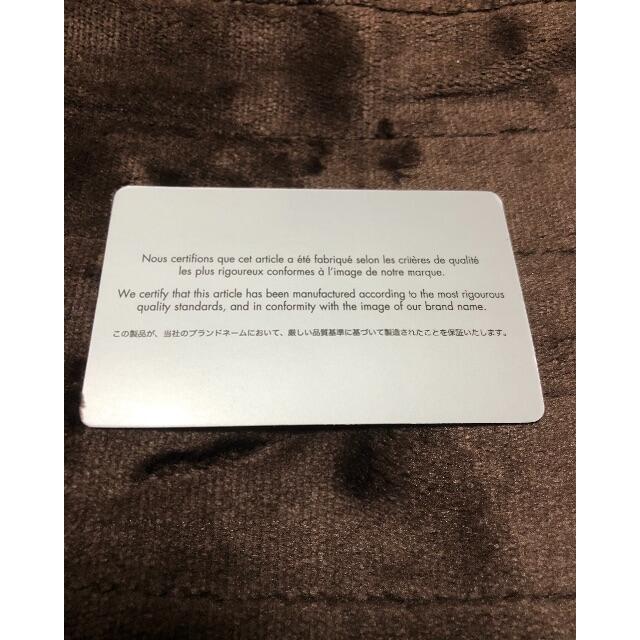 Nous certifions que cet article a été fabriqué selon les critères de qualité
les plus rigoureux conformes à l'image de notre marque.
We certify that this article has been manufactured according to the most rigourous
quality standards, and in conformity with the image of our brand name.
この製品が、当社のブランドネームにおいて、厳しい品質基準に基づいて製造されたことを保証いたします。